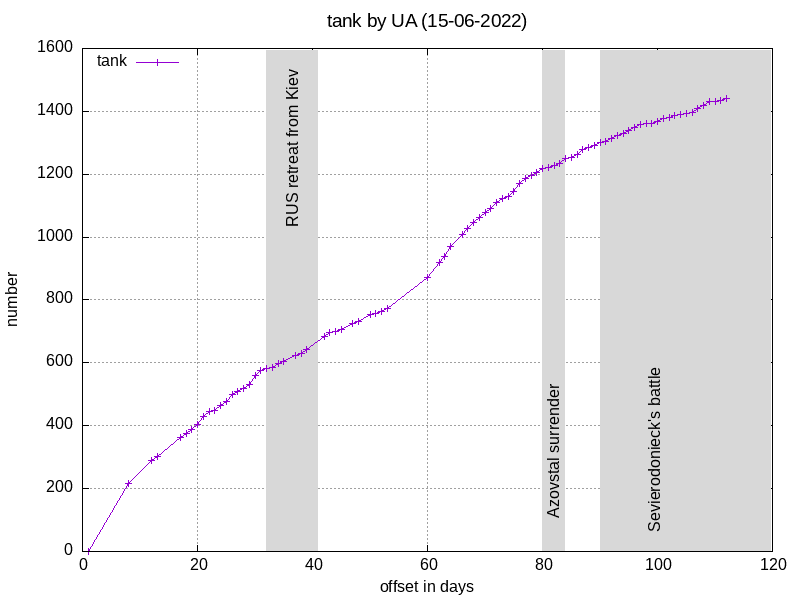 tank by UA (15-06-2022)
tank
1600
1400
1200
1000
800
600
400
200
0
0 20 40 60 80 100 120
number
offset in days
RUS retreat from Kiev
Azovstal surrender
Sevierodonieck's battle